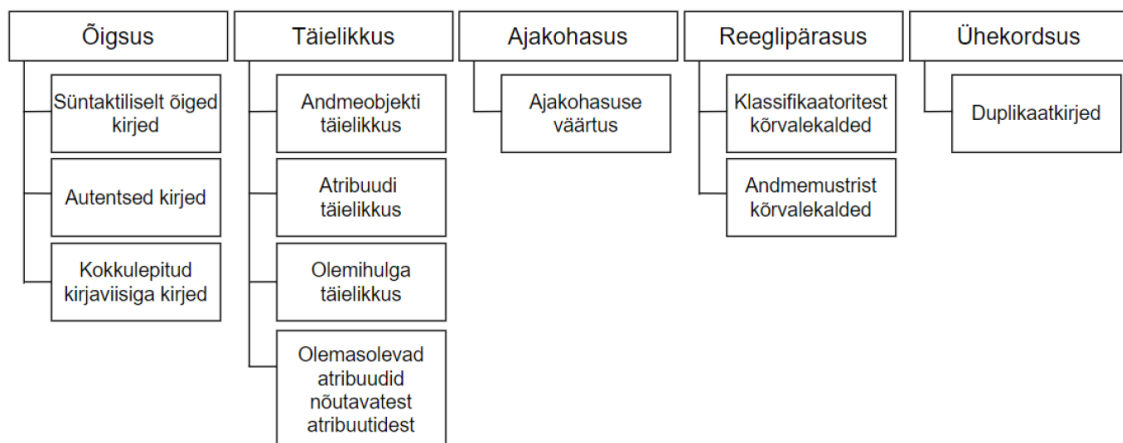 Õigsus
Süntaktiliselt õiged
kirjed
Autentsed kirjed
Kokkulepitud
kirjaviisiga kirjed
Täielikkus
Andmeobjekti
täielikkus
Atribuudi
täielikkus
Olemihulga
täielikkus
Olemasolevad
atribuudid
nõutavatest
atribuutidest
Ajakohasus
Ajakohasuse
väärtus
Reeglipärasus
Klassifikaatoritest
kõrvalekalded
Andmemustrist
kõrvalekalded
Ühekordsus
Duplikaatkirjed